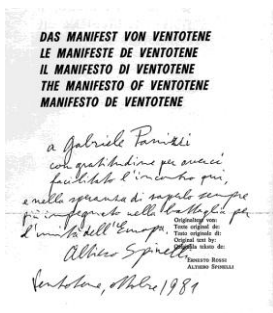 DAS MANIFEST VON VENTOTENE
LE MANIFESTE DE VENTOTENE
IL MANIFESTO DI VENTOTENE
THE MANIFESTO OF VENTOTENE
MANIFESTO DE VENTOTENE
a Gabriele Panizzi
con gratitudine per averci
facilitato l'incontro qui,
e nella speranza di saperlo sempre
più impegnato nella battaglia per
l'unità dell'Europa.
Altiero Spinelli
Ventotene, ottobre 1981
Originaltext von:
Texte original de:
Testo originale di:
Original text by:
tekst van:
ERNESTO ROSSI
ALTIERO SPINELLI